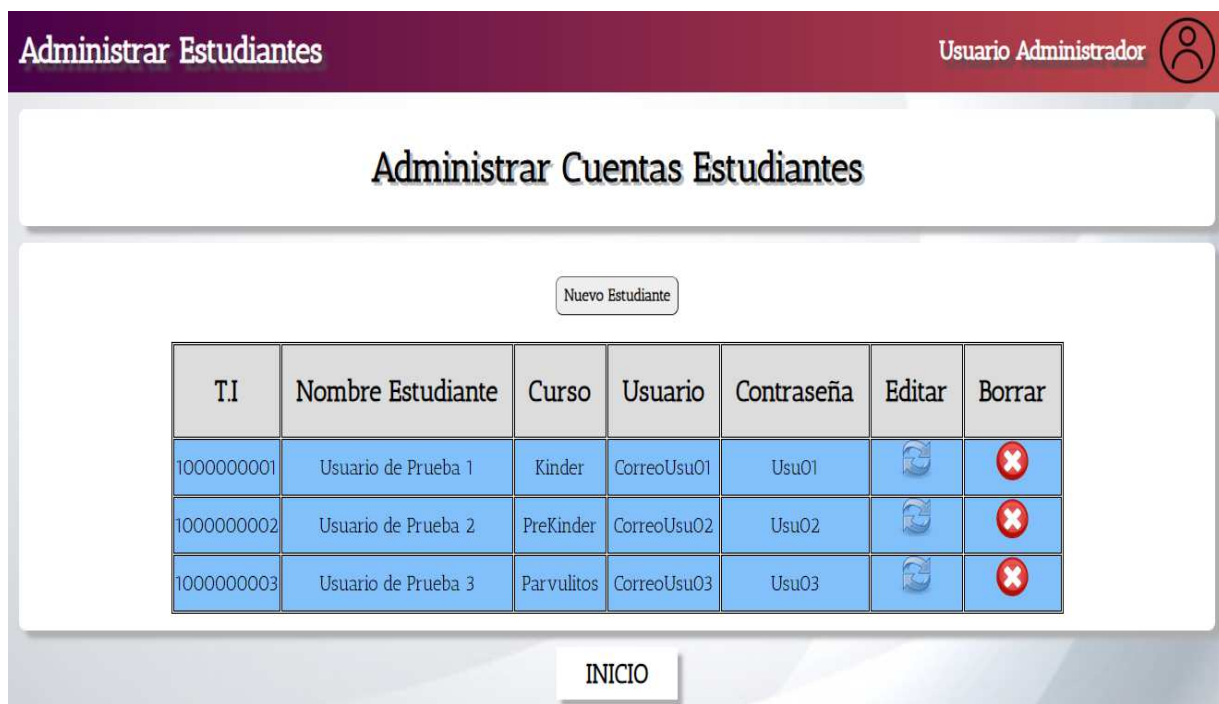 Administrar Estudiantes Usuario Administrador
Administrar Cuentas Estudiantes
Nuevo Estudiante
T.I Nombre Estudiante Curso Usuario Contraseña Editar Borrar
1000000001 Usuario de Prueba 1 Kinder CorreoUsu01 Usu01
1000000002 Usuario de Prueba 2 PreKinder CorreoUsu02 Usu02
1000000003 Usuario de Prueba 3 Parvulitos CorreoUsu03 Usu03
INICIO